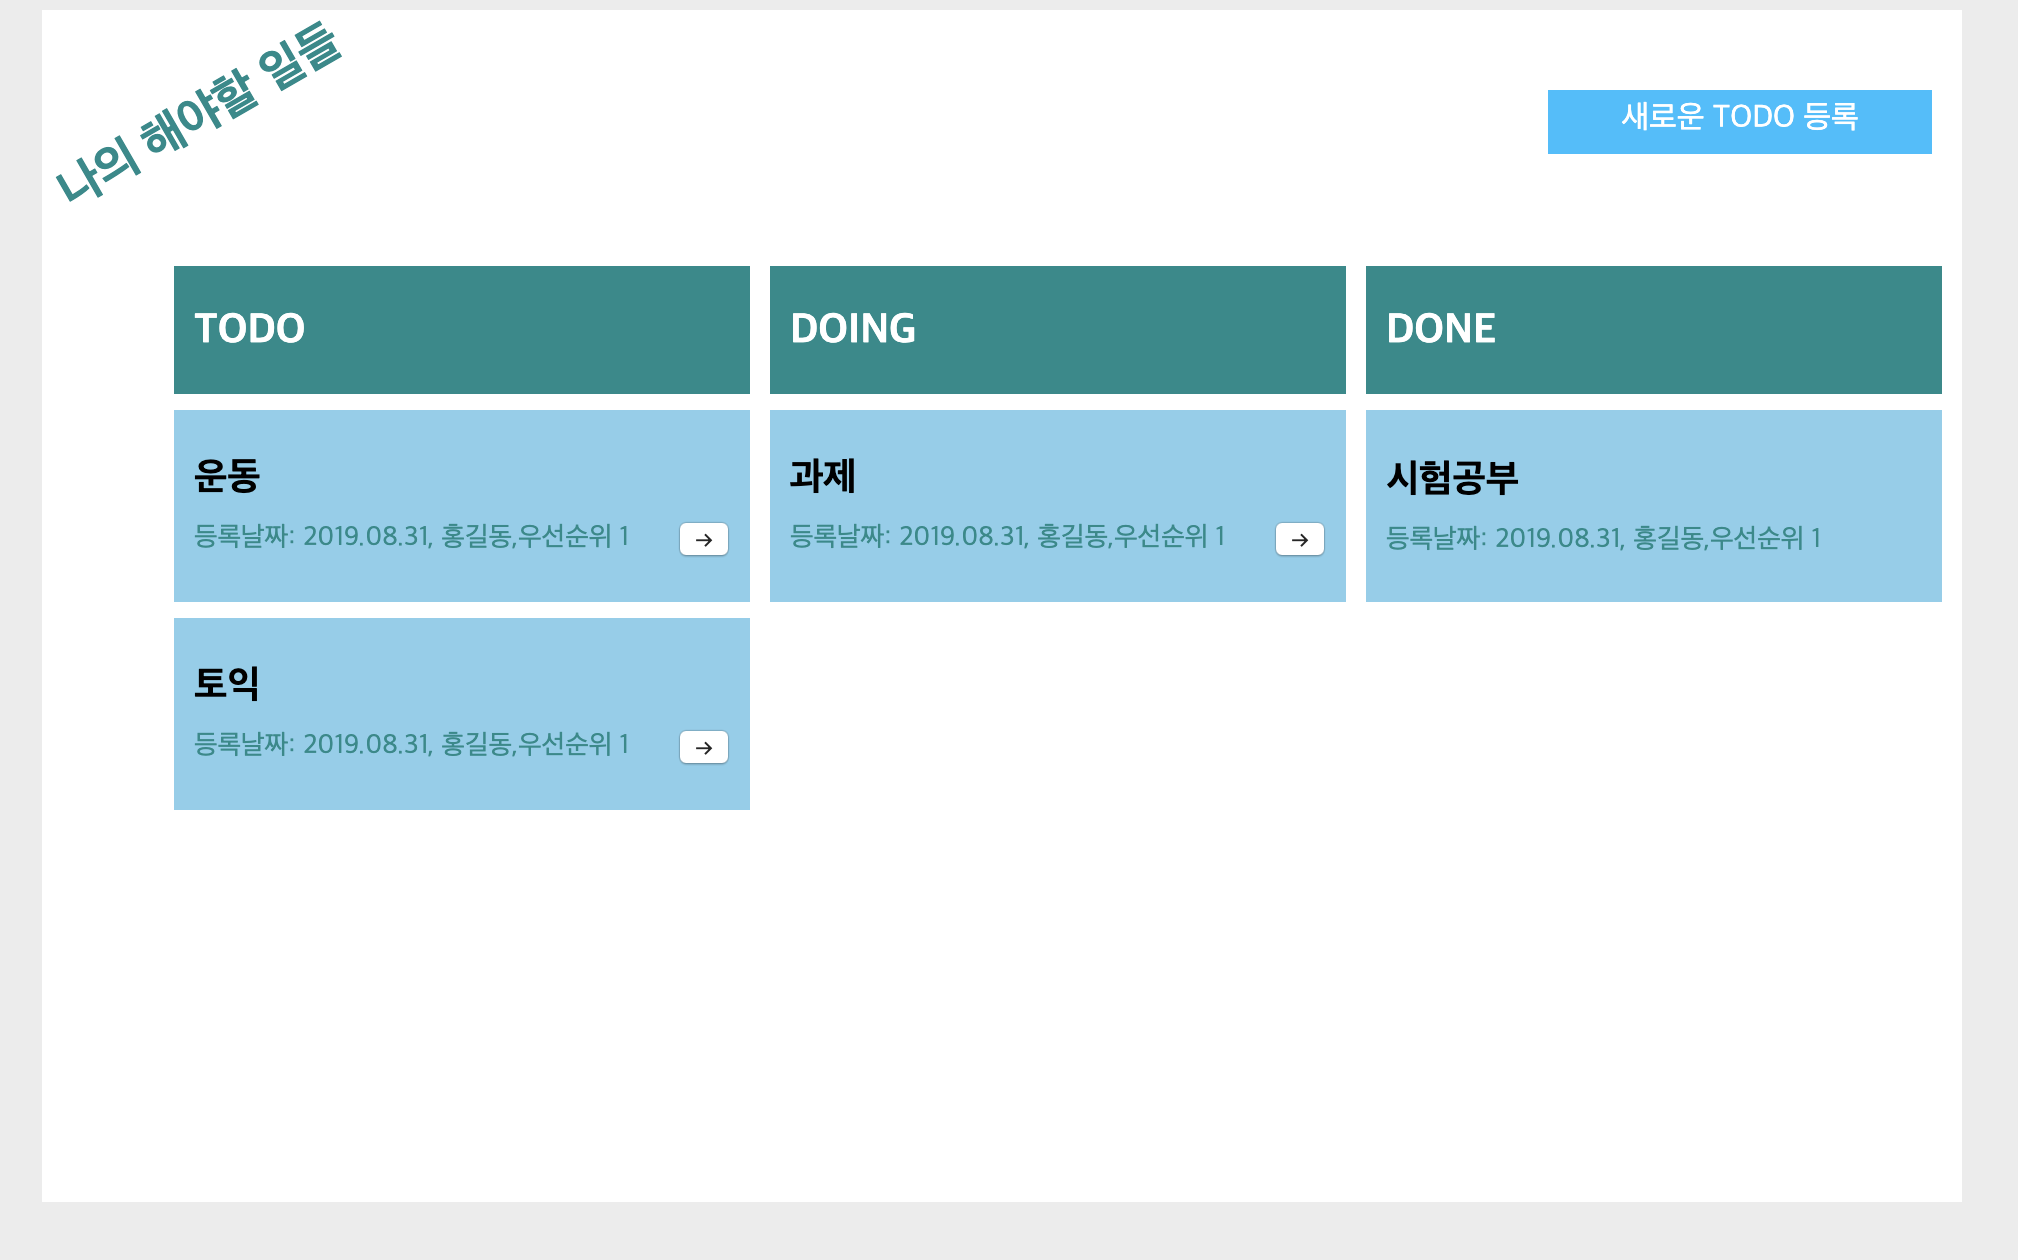 나의 해야할 일들
새로운 TODO 등록
TODO
운동
등록날짜: 2019.08.31, 홍길동,우선순위 1
→
토익
등록날짜: 2019.08.31, 홍길동,우선순위 1
→
DOING
과제
등록날짜: 2019.08.31, 홍길동,우선순위 1
→
DONE
시험공부
등록날짜: 2019.08.31, 홍길동,우선순위 1